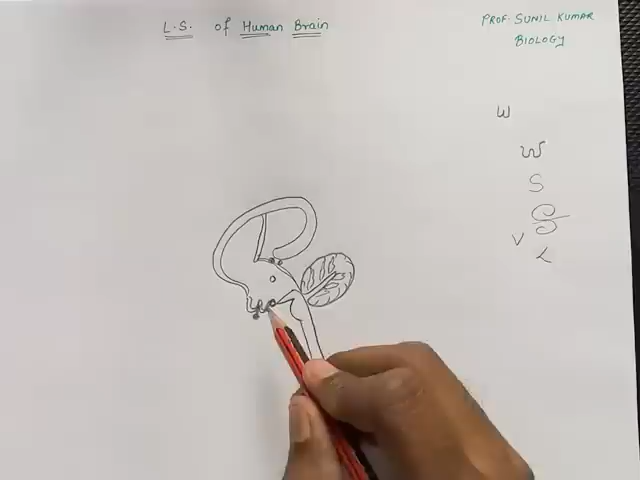 L.S. of Human Brain
PROF. SUNIL KUMAR
BIOLOGY
W
W
S
V
L